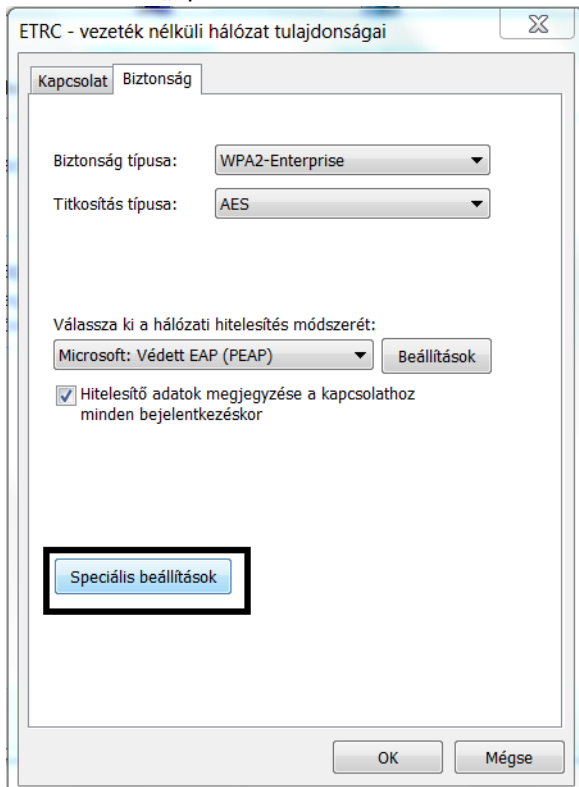 ETRC - vezeték nélküli hálózat tulajdonságai
Kapcsolat Biztonság
Biztonság típusa: WPA2-Enterprise
Titkosítás típusa: AES
Válassza ki a hálózati hitelesítés módszerét:
Microsoft: Védett EAP (PEAP) Beállítások
Hitelesítő adatok megjegyzése a kapcsolathoz
minden bejelentkezéskor
Speciális beállítások
OK Mégse